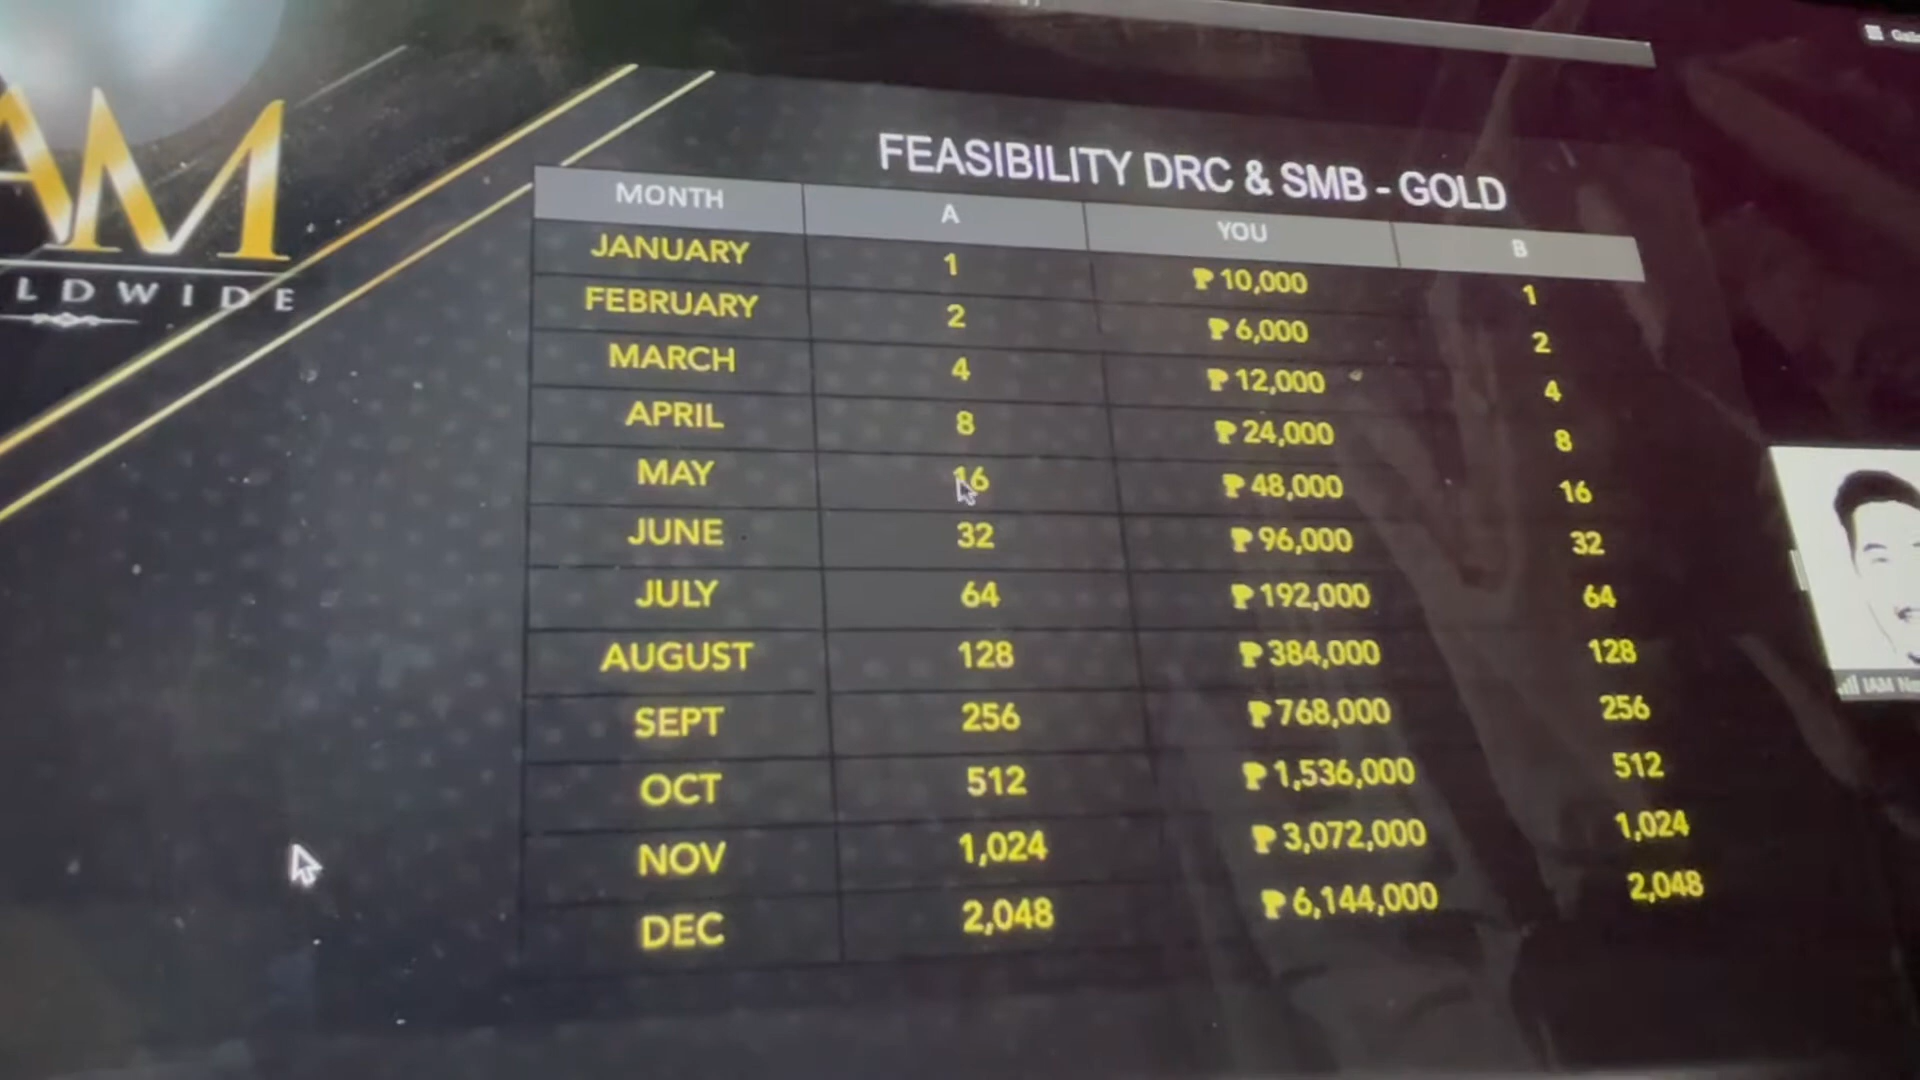 AM
LDWIDE
FEASIBILITY DRC & SMB - GOLD
MONTH A YOU B
JANUARY 1 ₱ 10,000 1
FEBRUARY 2 ₱ 6,000 2
MARCH 4 ₱ 12,000 4
APRIL 8 ₱ 24,000 8
MAY 16 ₱ 48,000 16
JUNE 32 ₱ 96,000 32
JULY 64 ₱ 192,000 64
AUGUST 128 ₱ 384,000 128
SEPT 256 ₱ 768,000 256
OCT 512 ₱ 1,536,000 512
NOV 1,024 ₱ 3,072,000 1,024
DEC 2,048 ₱ 6,144,000 2,048
IAM